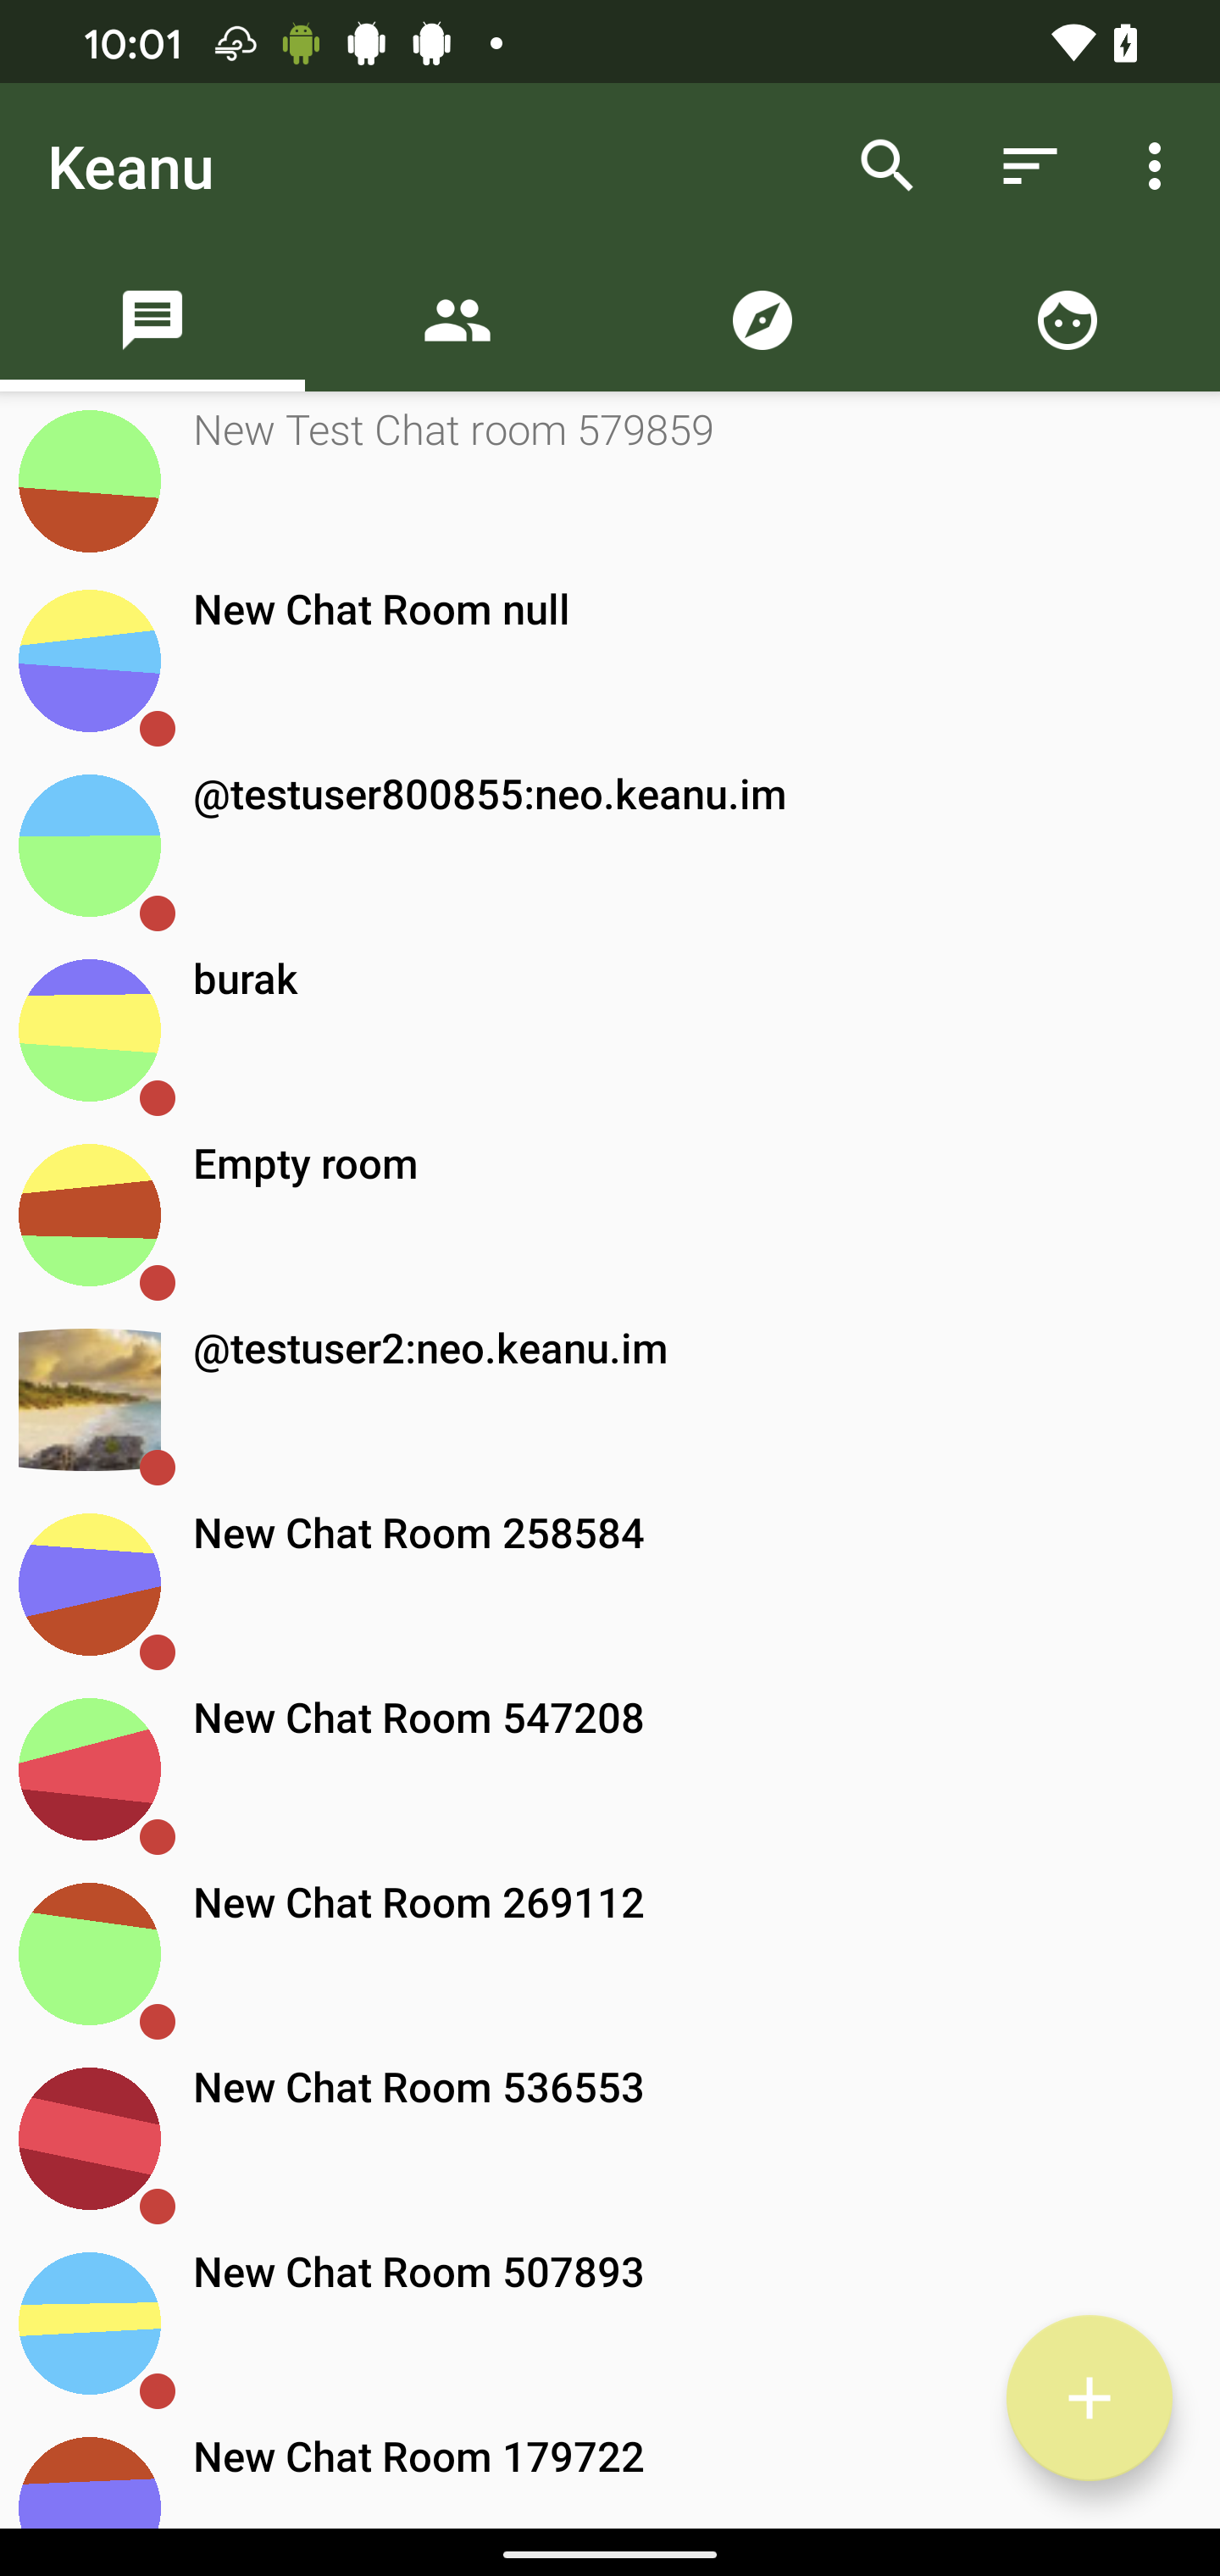 10:01
Keanu
New Test Chat room 579859
New Chat Room null
@testuser800855:neo.keanu.im
burak
Empty room
@testuser2:neo.keanu.im
New Chat Room 258584
New Chat Room 547208
New Chat Room 269112
New Chat Room 536553
New Chat Room 507893
New Chat Room 179722